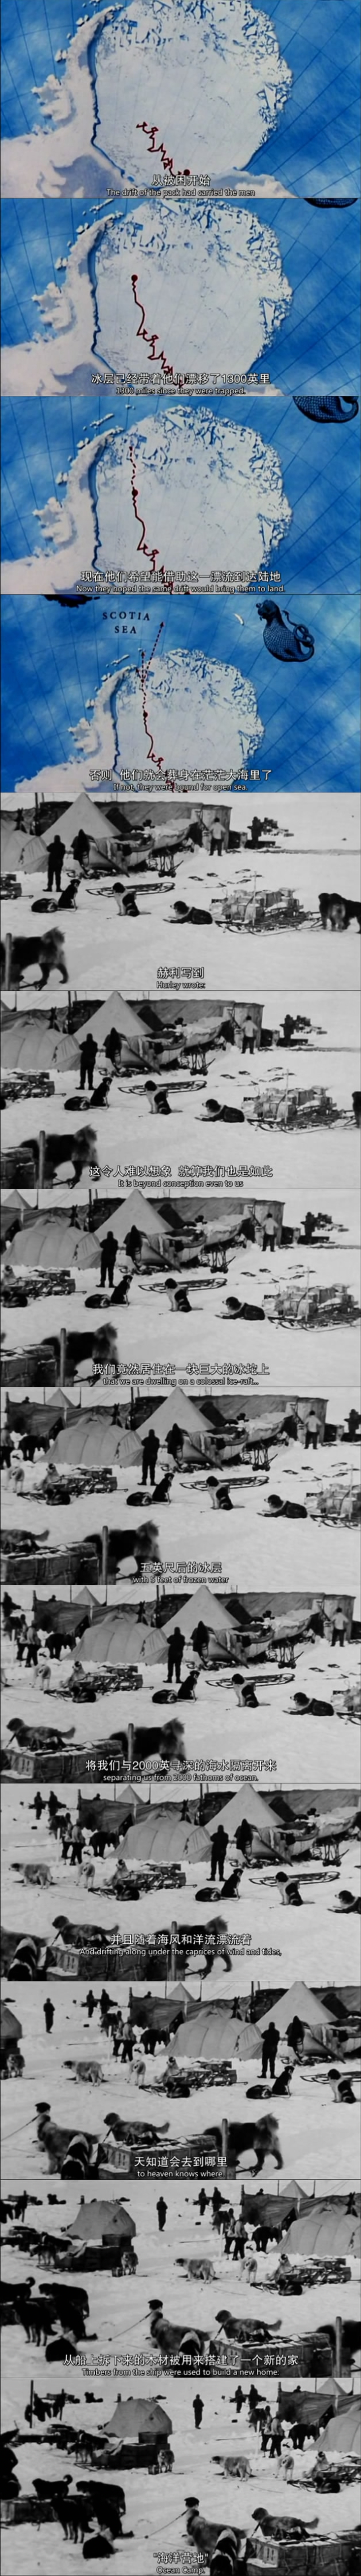 从被困开始
The drift of the pack had carried the men
冰层已经带着他们漂移了1300英里
1300 miles since they were trapped.
现在他们希望能借助这一漂流到达陆地
Now they hoped the same drift would bring them to land.
SCOTIA
SEA
否则 他们就会葬身在茫茫大海里了
If not, they were bound for open sea.
赫利写到
Hurley wrote:
这令人难以想象 就算我们也是如此
It is beyond conception even to us
我们竟然居住在一块巨大的冰坨上
that we are dwelling on a colossal ice-raft...
五英尺后的冰层
with 5 feet of frozen water
将我们与2000英寻深的海水隔离开来
separating us from 2000 fathoms of ocean.
并且随着海风和洋流漂流着
And drifting along under the caprices of wind and tides,
天知道会去到哪里
to heaven knows where.
从船上拆下来的木材被用来搭建了一个新的家
Timbers from the ship were used to build a new home:
"海洋营地"
Ocean Camp.